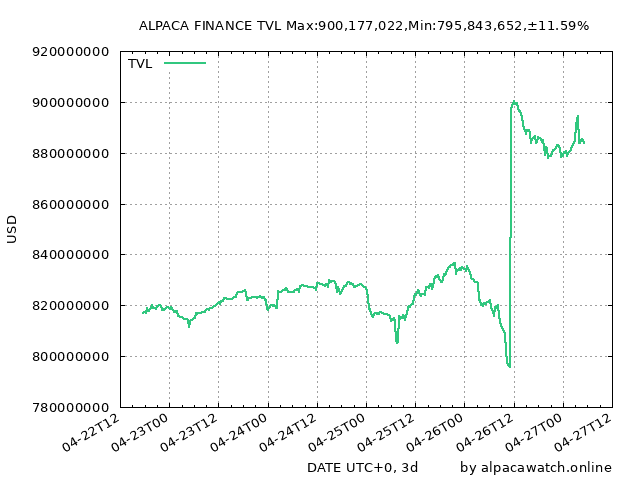 ALPACA FINANCE TVL Max:900,177,022,Min:795,843,652,±11.59%
920000000
TVL
900000000
880000000
860000000
USD
840000000
820000000
800000000
780000000
04-22T12
04-23T00
04-23T12
04-24T00
04-24T12
04-25T00
04-25T12
04-26T00
04-26T12
04-27T00
04-27T12
DATE UTC+0, 3d
by alpacawatch.online